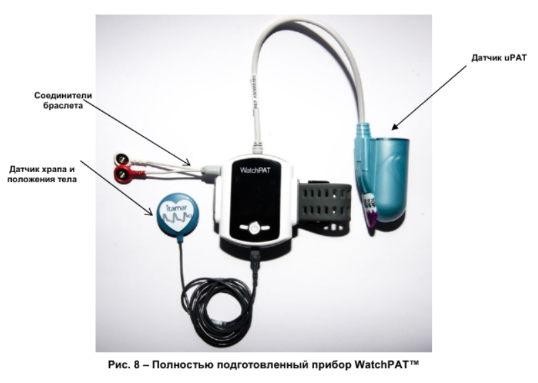 Датчик uPAT
Соединители
браслета
WatchPAT
Датчик храпа и
положения тела
itamar
Рис. 8 – Полностью подготовленный прибор WatchPAT™